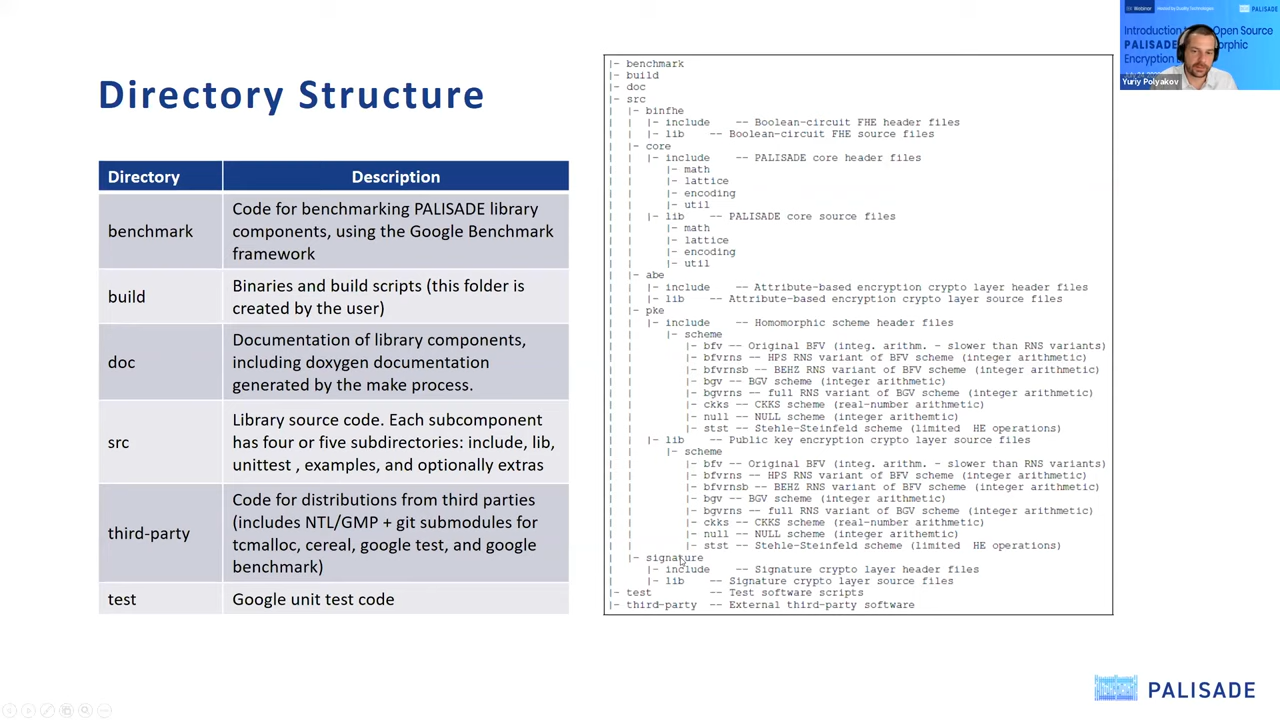 Directory Structure
Directory Description
benchmark
Code for benchmarking PALISADE library
components, using the Google Benchmark
framework
build
Binaries and build scripts (this folder is
created by the user)
doc
Documentation of library components,
including doxygen documentation
generated by the make process.
src
Library source code. Each subcomponent
has four or five subdirectories: include, lib,
unittest , examples, and optionally extras
third-party
Code for distributions from third parties
(includes NTL/GMP + git submodules for
tcmalloc, cereal, google test, and google
benchmark)
test
Google unit test code
|- benchmark
|- build
|- doc
|- src
| |- binfhe
| | |- include -- Boolean-circuit FHE header files
| | |- lib -- Boolean-circuit FHE source files
| |- core
| | |- include -- PALISADE core header files
| | |- math
| | |- lattice
| | |- encoding
| | |- util
| | |- lib -- PALISADE core source files
| | |- math
| | |- lattice
| | |- encoding
| | |- util
| |- abe
| | |- include -- Attribute-based encryption crypto layer header files
| | |- lib -- Attribute-based encryption crypto layer source files
| |- pke
| | |- include -- Homomorphic scheme header files
| | |- scheme
| | |- bfv -- Original BFV (integ. arithm. - slower than RNS variants)
| | |- bfvrns -- HPS RNS variant of BFV scheme (integer arithmetic)
| | |- bfvrnsb -- BEHZ RNS variant of BFV scheme (integer arithmetic)
| | |- bgv -- BGV scheme (integer arithmetic)
| | |- bgvrns -- full RNS variant of BGV scheme (integer arithmetic)
| | |- ckks -- CKKS scheme (real-number arithmetic)
| | |- null -- NULL scheme (integer arithemtic)
| | |- stst -- Stehle-Steinfeld scheme (limited HE operations)
| | |- lib -- Public key encryption crypto layer source files
| | |- scheme
| | |- bfv -- Original BFV (integ. arithm. - slower than RNS variants)
| | |- bfvrns -- HPS RNS variant of BFV scheme (integer arithmetic)
| | |- bfvrnsb -- BEHZ RNS variant of BFV scheme (integer arithmetic)
| | |- bgv -- BGV scheme (integer arithmetic)
| | |- bgvrns -- full RNS variant of BGV scheme (integer arithmetic)
| | |- ckks -- CKKS scheme (real-number arithmetic)
| | |- null -- NULL scheme (integer arithmetic)
| | |- stst -- Stehle-Steinfeld scheme (limited HE operations)
| |- signature
| | |- include -- Signature crypto layer header files
| | |- lib -- Signature crypto layer source files
|- test -- Test software scripts
|- third-party -- External third-party software
Webinar PALISADE
Introduction Open Source
PALISADE
Encryption
Yuriy Polyakov
PALISADE